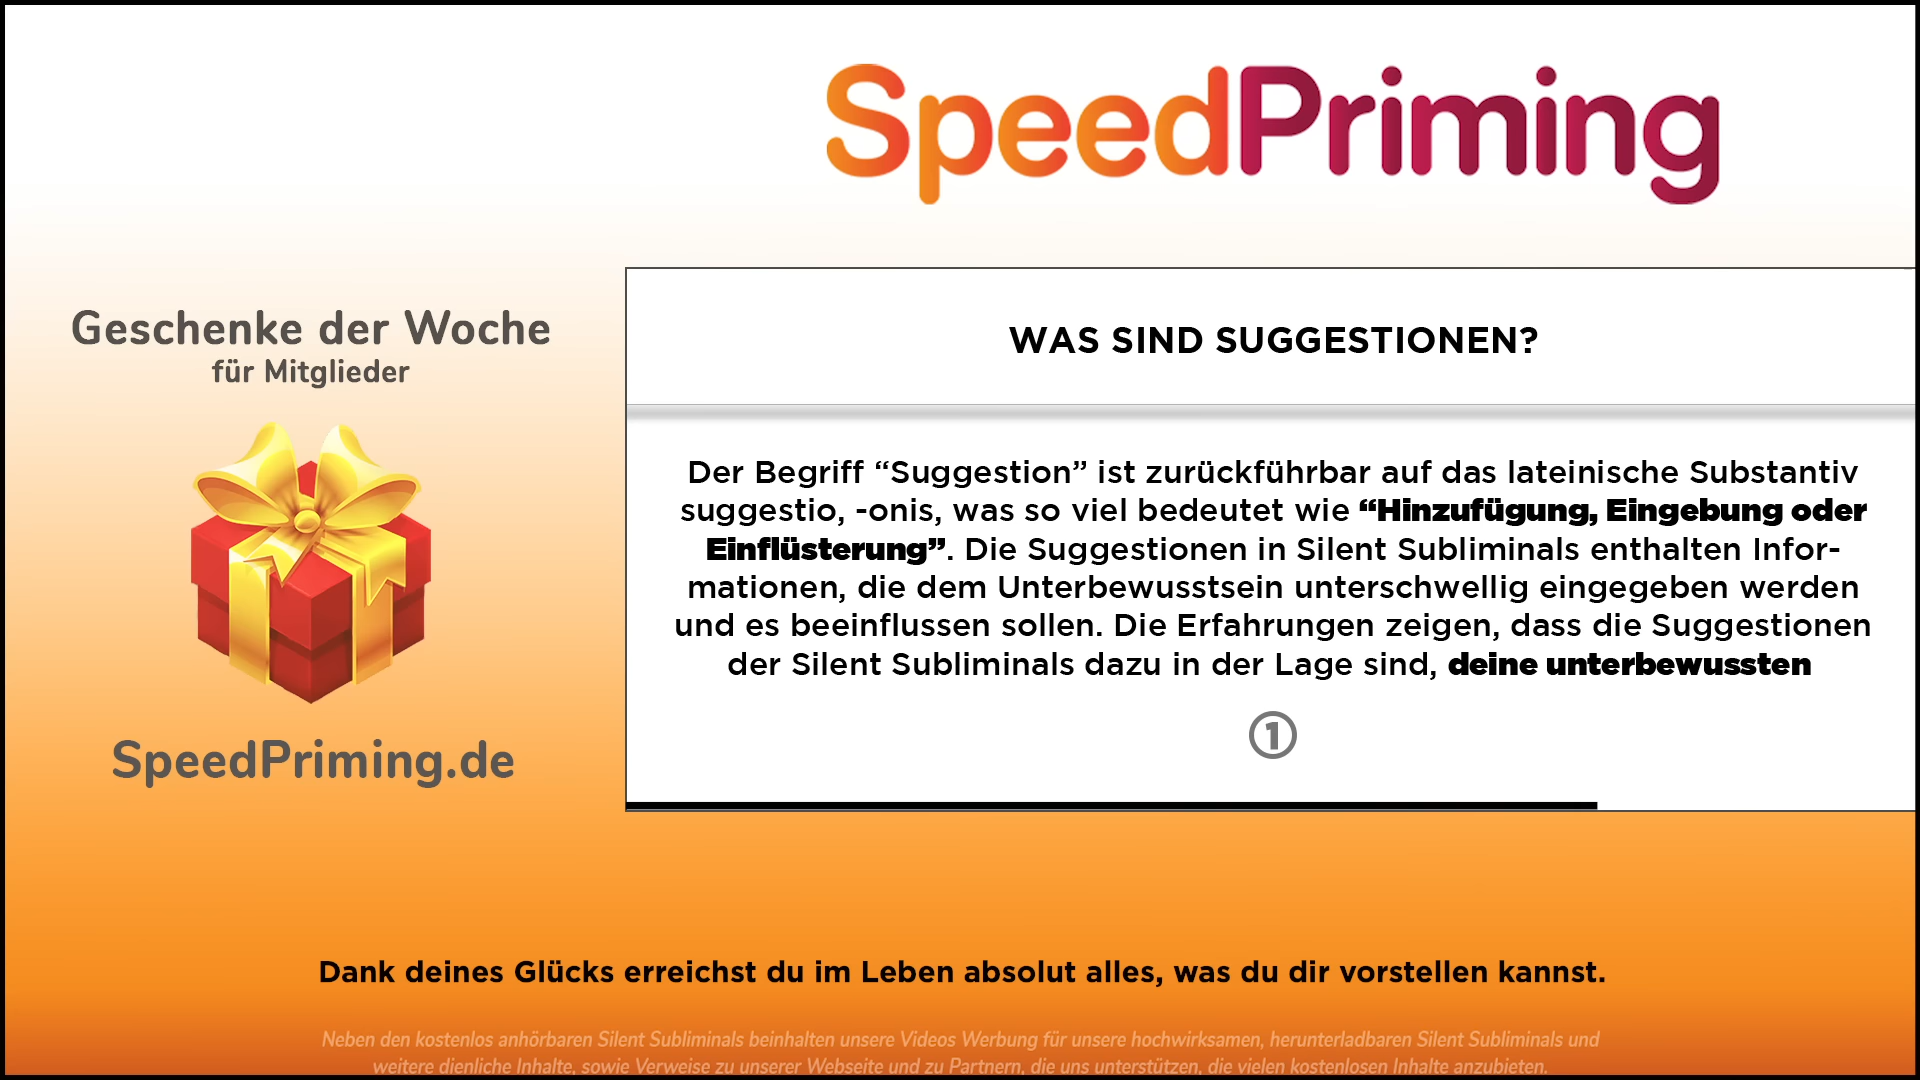 SpeedPriming
Geschenke der Woche
für Mitglieder
SpeedPriming.de
WAS SIND SUGGESTIONEN?
Der Begriff “Suggestion” ist zurückführbar auf das lateinische Substantiv
suggestio, -onis, was so viel bedeutet wie “Hinzufügung, Eingebung oder
Einflüsterung”. Die Suggestionen in Silent Subliminals enthalten Infor-
mationen, die dem Unterbewusstsein unterschwellig eingegeben werden
und es beeinflussen sollen. Die Erfahrungen zeigen, dass die Suggestionen
der Silent Subliminals dazu in der Lage sind, deine unterbewussten
①
Dank deines Glücks erreichst du im Leben absolut alles, was du dir vorstellen kannst.
Neben den kostenlos anhörbaren Silent Subliminals beinhalten unsere Videos Werbung für unsere hochwirksamen, herunterladbaren Silent Subliminals und
weitere dienliche Inhalte, sowie Verweise zu unserer Webseite und zu Partnern, die uns unterstützen, die vielen kostenlosen Inhalte anzubieten.